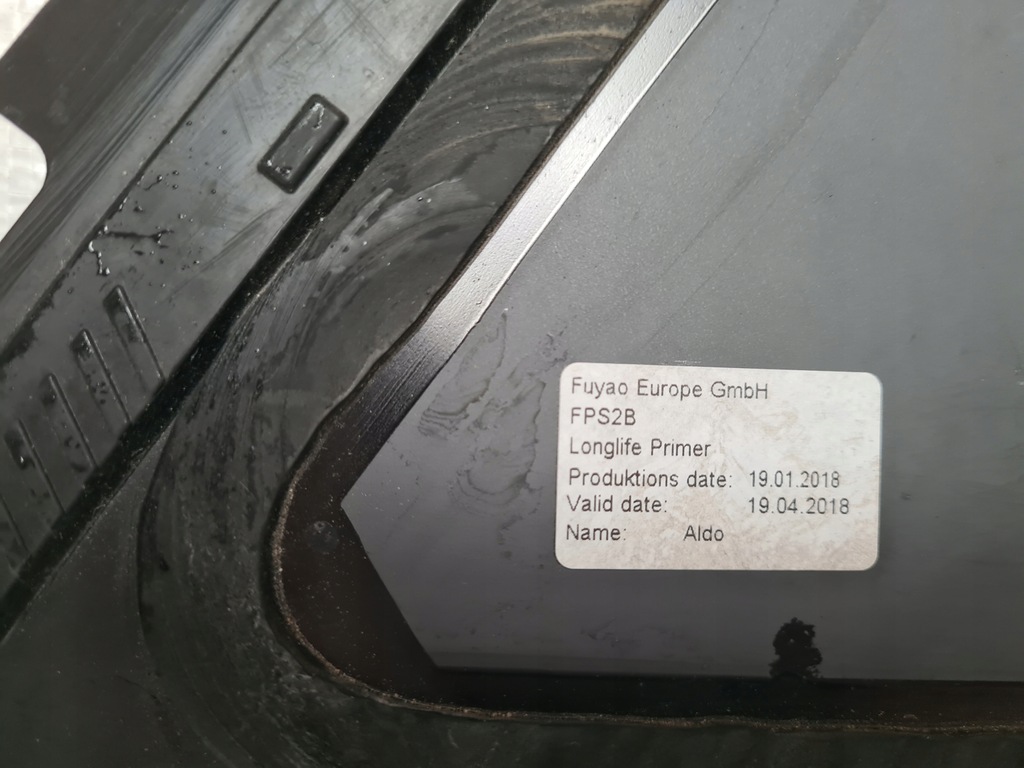 Fuyao Europe GmbH
FPS2B
Longlife Primer
Produktions date: 19.01.2018
Valid date: 19.04.2018
Name: Aldo